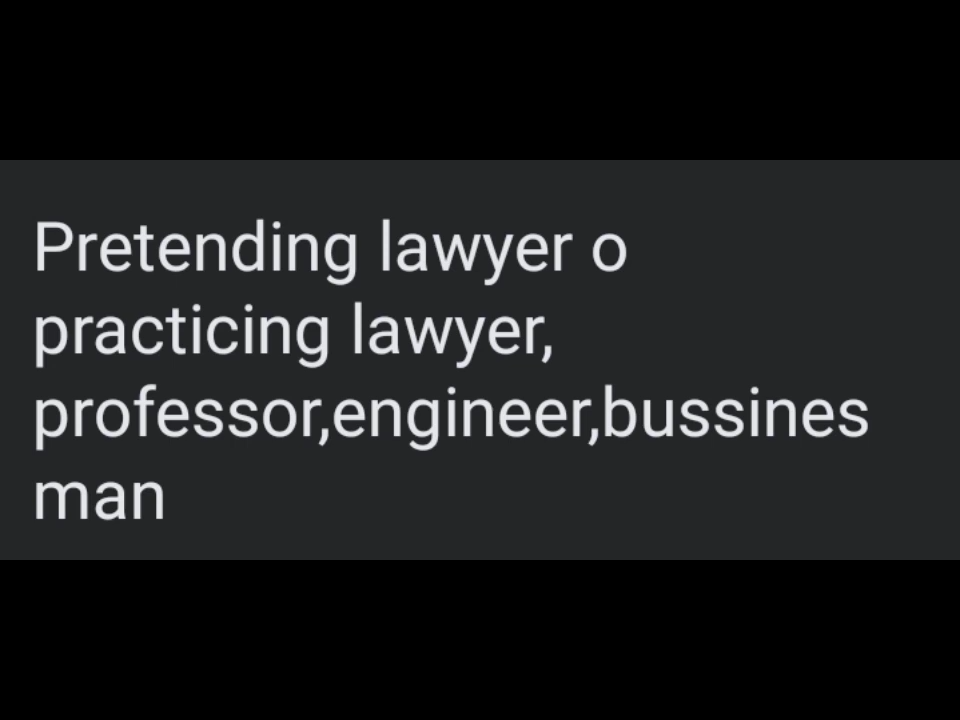 Pretending lawyer o
practicing lawyer,
professor,engineer,bussines
man